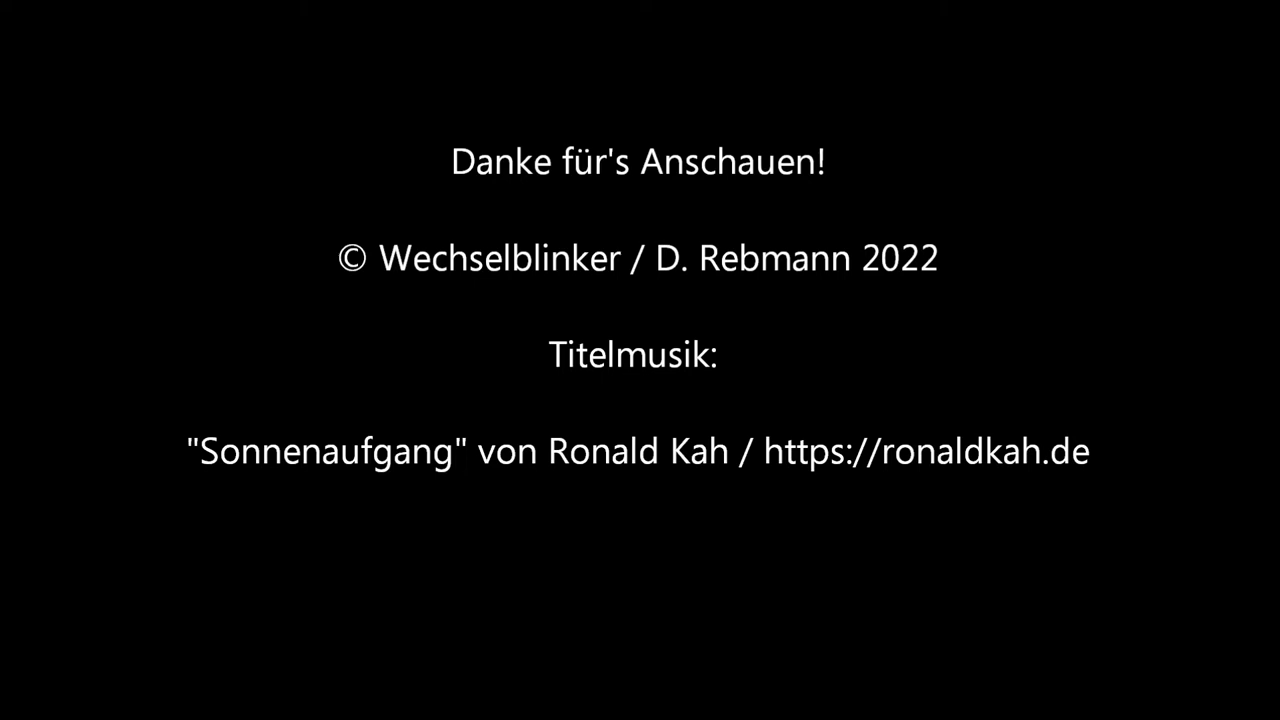 Danke für's Anschauen!
© Wechselblinker / D. Rebmann 2022
Titelmusik:
"Sonnenaufgang" von Ronald Kah / https://ronaldkah.de